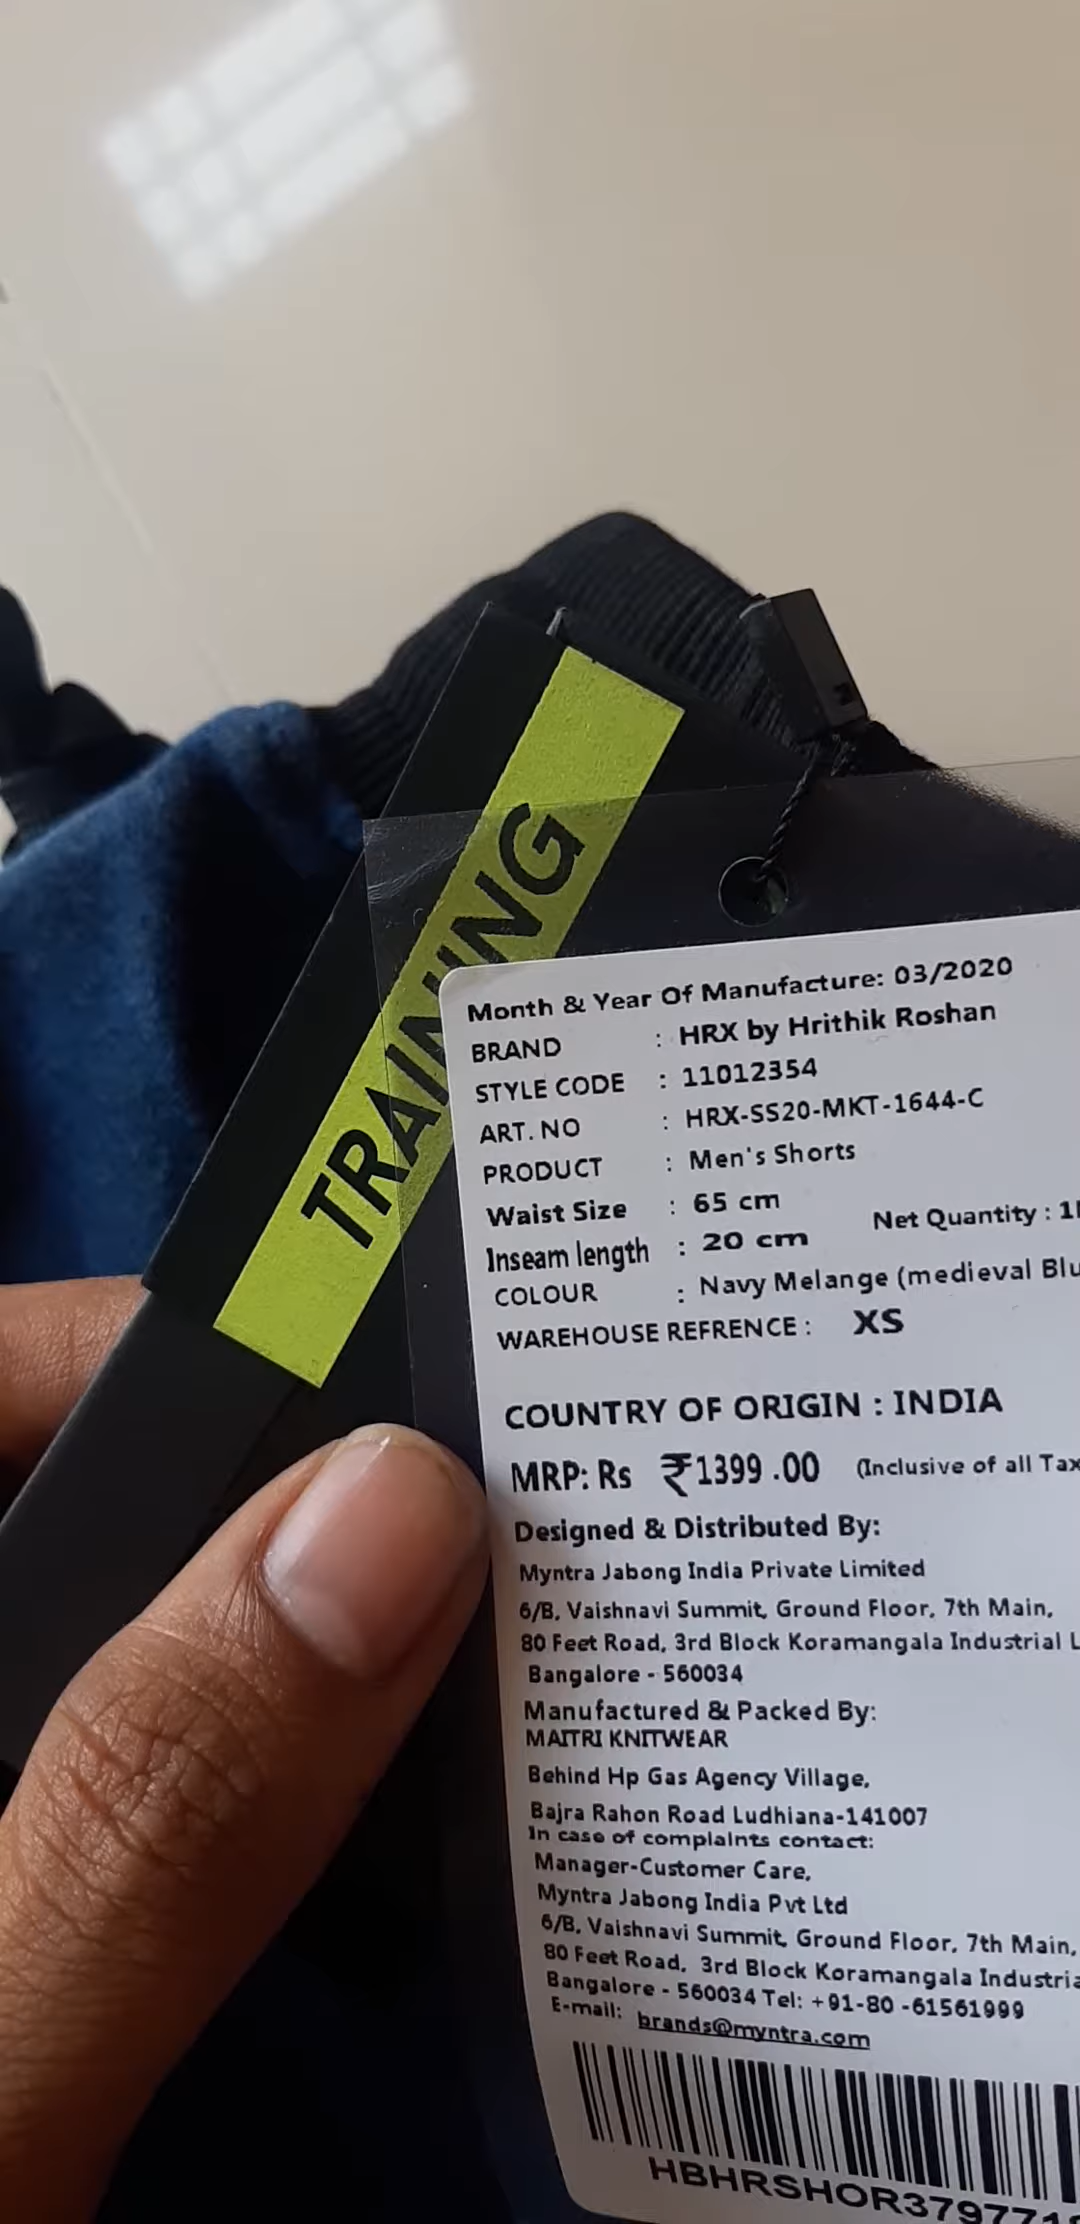 TRAINING
Month & Year Of Manufacture: 03/2020
BRAND : HRX by Hrithik Roshan
STYLE CODE : 11012354
ART. NO : HRX-SS20-MKT-1644-C
PRODUCT : Men's Shorts
Waist Size : 65 cm
Inseam length : 20 cm Net Quantity :
COLOUR : Navy Melange (medieval
WAREHOUSE REFRENCE : XS
COUNTRY OF ORIGIN : INDIA
MRP: Rs ₹1399.00 (Inclusive of all
Designed & Distributed By:
Myntra Jabong India Private Limited
6/B, Vaishnavi Summit, Ground Floor, 7th Main,
80 Feet Road, 3rd Block Koramangala Industrial
Bangalore - 560034
Manufactured & Packed By:
MAITRI KNITWEAR
Behind Hp Gas Agency Village,
Bajra Rahon Road Ludhiana-141007
In case of complaints contact:
Manager-Customer Care,
Myntra Jabong India Pvt Ltd
6/B, Vaishnavi Summit, Ground Floor, 7th Main,
80 Feet Road, 3rd Block Koramangala
Bangalore - 560034 Tel: +91-80 -61561999
E-mail: brands@myntra.com